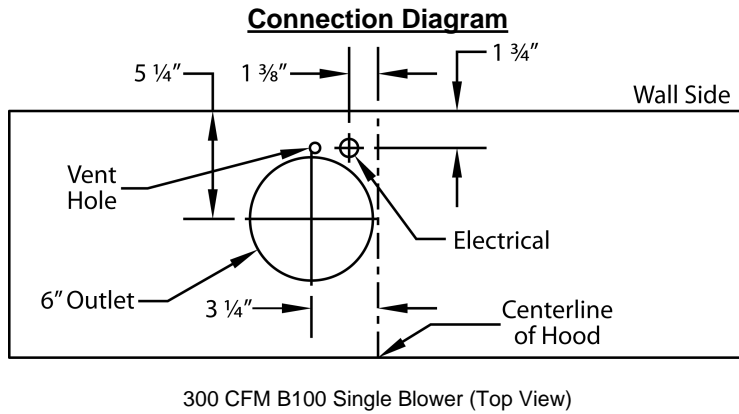 Connection Diagram
5 ¼”
1 ⅜”
1 ¾”
Wall Side
Vent
Hole
Electrical
6” Outlet
3 ¼”
Centerline
of Hood
300 CFM B100 Single Blower (Top View)